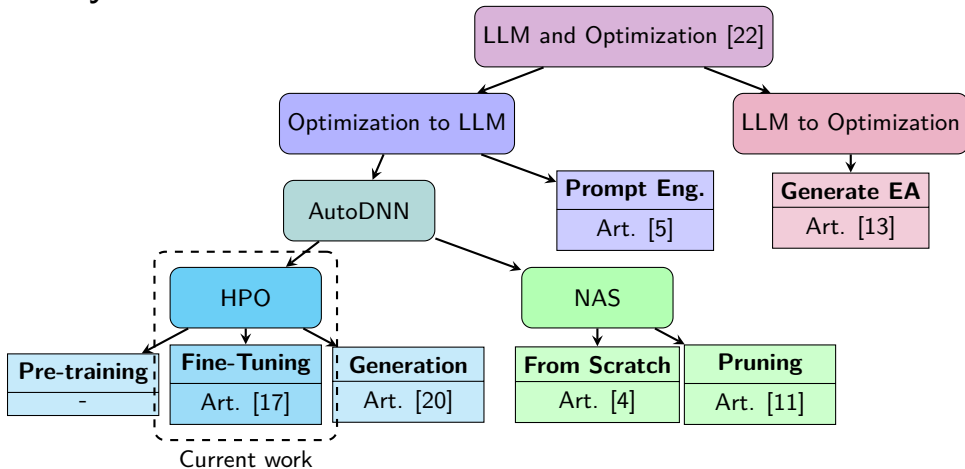 LLM and Optimization [22]
Optimization to LLM
LLM to Optimization
Prompt Eng.
Art. [5]
Generate EA
Art. [13]
AutoDNN
HPO
NAS
Pre-training
-
Fine-Tuning
Art. [17]
Generation
Art. [20]
From Scratch
Art. [4]
Pruning
Art. [11]
Current work